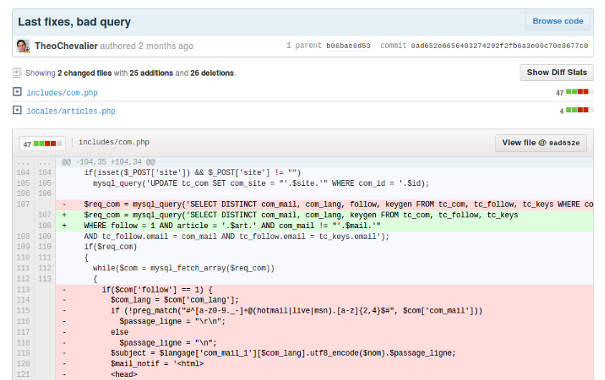 Last fixes, bad query
Browse code
TheoChevalier authored 2 months ago
1 parent b06bae8d53 commit 0ad652e6656483274292f2fb6a3e00c70e8677c8
Showing 2 changed files with 25 additions and 26 deletions.
Show Diff Stats
includes/com.php 47
locales/articles.php 4
47 includes/com.php View file @ 0ad652e
... ... @@ -104,35 +104,34 @@
104 104 if(isset($_POST['site']) && $_POST['site'] != "")
105 105 mysql_query('UPDATE tc_com SET com_site = "'.$site.'" WHERE com_id = '.$id);
106 106
107 - $req_com = mysql_query('SELECT DISTINCT com_mail, com_lang, follow, keygen FROM tc_com, tc_follow, tc_keys WHERE co
107 + $req_com = mysql_query('SELECT DISTINCT com_mail, com_lang, keygen FROM tc_com, tc_follow, tc_keys
108 + WHERE follow = 1 AND article = '.$art.' AND com_mail != "'.$mail.'"
108 109 AND tc_follow.email = com_mail AND tc_follow.email = tc_keys.email');
109 110 if($req_com)
110 111 {
111 112 while($com = mysql_fetch_array($req_com))
112 113 {
113 - if($com['follow'] == 1) {
114 - $com_lang = $com['com_lang'];
115 - if (!preg_match("#^[a-z0-9._-]+@(hotmail|live|msn).[a-z]{2,4}$#", $com['com_mail']))
116 - $passage_ligne = "\r\n";
117 - else
118 - $passage_ligne = "\n";
119 - $subject = $langage['com_mail_1'][$com_lang].utf8_encode($nom).$passage_ligne;
120 - $mail_notif = '<html>
121 - <head>